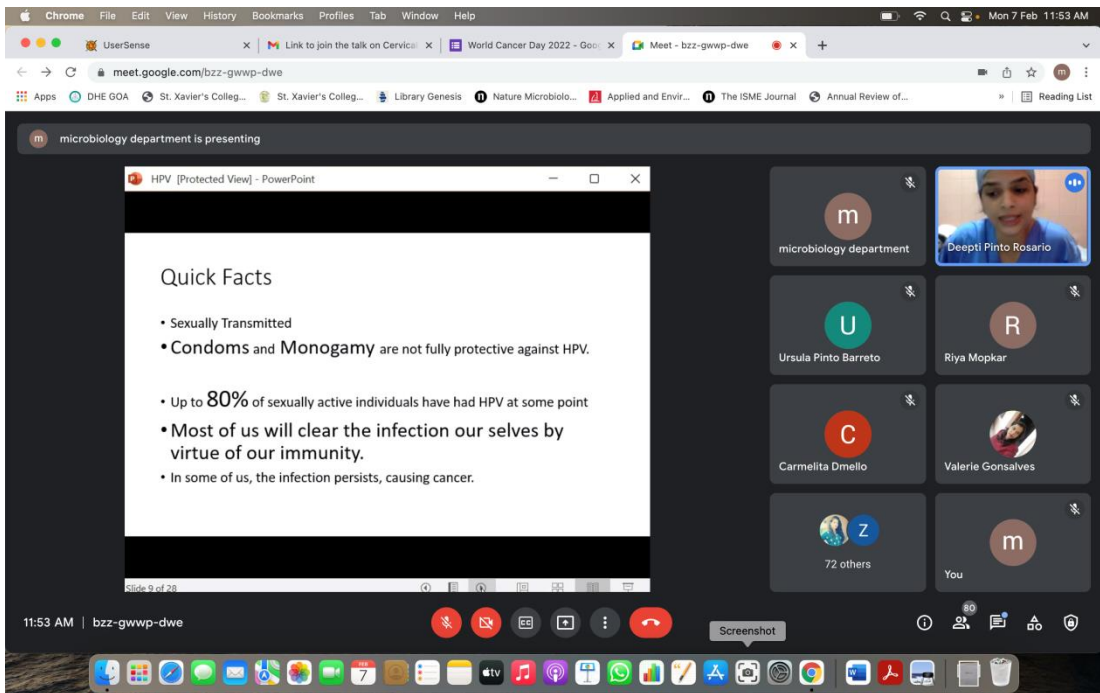 Chrome File Edit View History Bookmarks Profiles Tab Window Help Mon 7 Feb 11:53 AM
UserSense Link to join the talk on Cervical World Cancer Day 2022 - Goo Meet - bzz-gwwp-dwe
meet.google.com/bzz-gwwp-dwe m
Apps DHE GOA St. Xavier's Colleg... St. Xavier's Colleg... Library Genesis Nature Microbiolo... Applied and Envir... The ISME Journal Annual Review of... » Reading List
m microbiology department is presenting
HPV [Protected View] - PowerPoint
Quick Facts
• Sexually Transmitted
• Condoms and Monogamy are not fully protective against HPV.
• Up to 80% of sexually active individuals have had HPV at some point
• Most of us will clear the infection our selves by
virtue of our immunity.
• In some of us, the infection persists, causing cancer.
Slide 9 of 28
m
microbiology department
Deepti Pinto Rosario
U
Ursula Pinto Barreto
R
Riya Mopkar
C
Carmelita Dmello
Valerie Gonsalves
Z
72 others
m
You
11:53 AM | bzz-gwwp-dwe
CC
80
Screenshot
FEB
7
tv
W